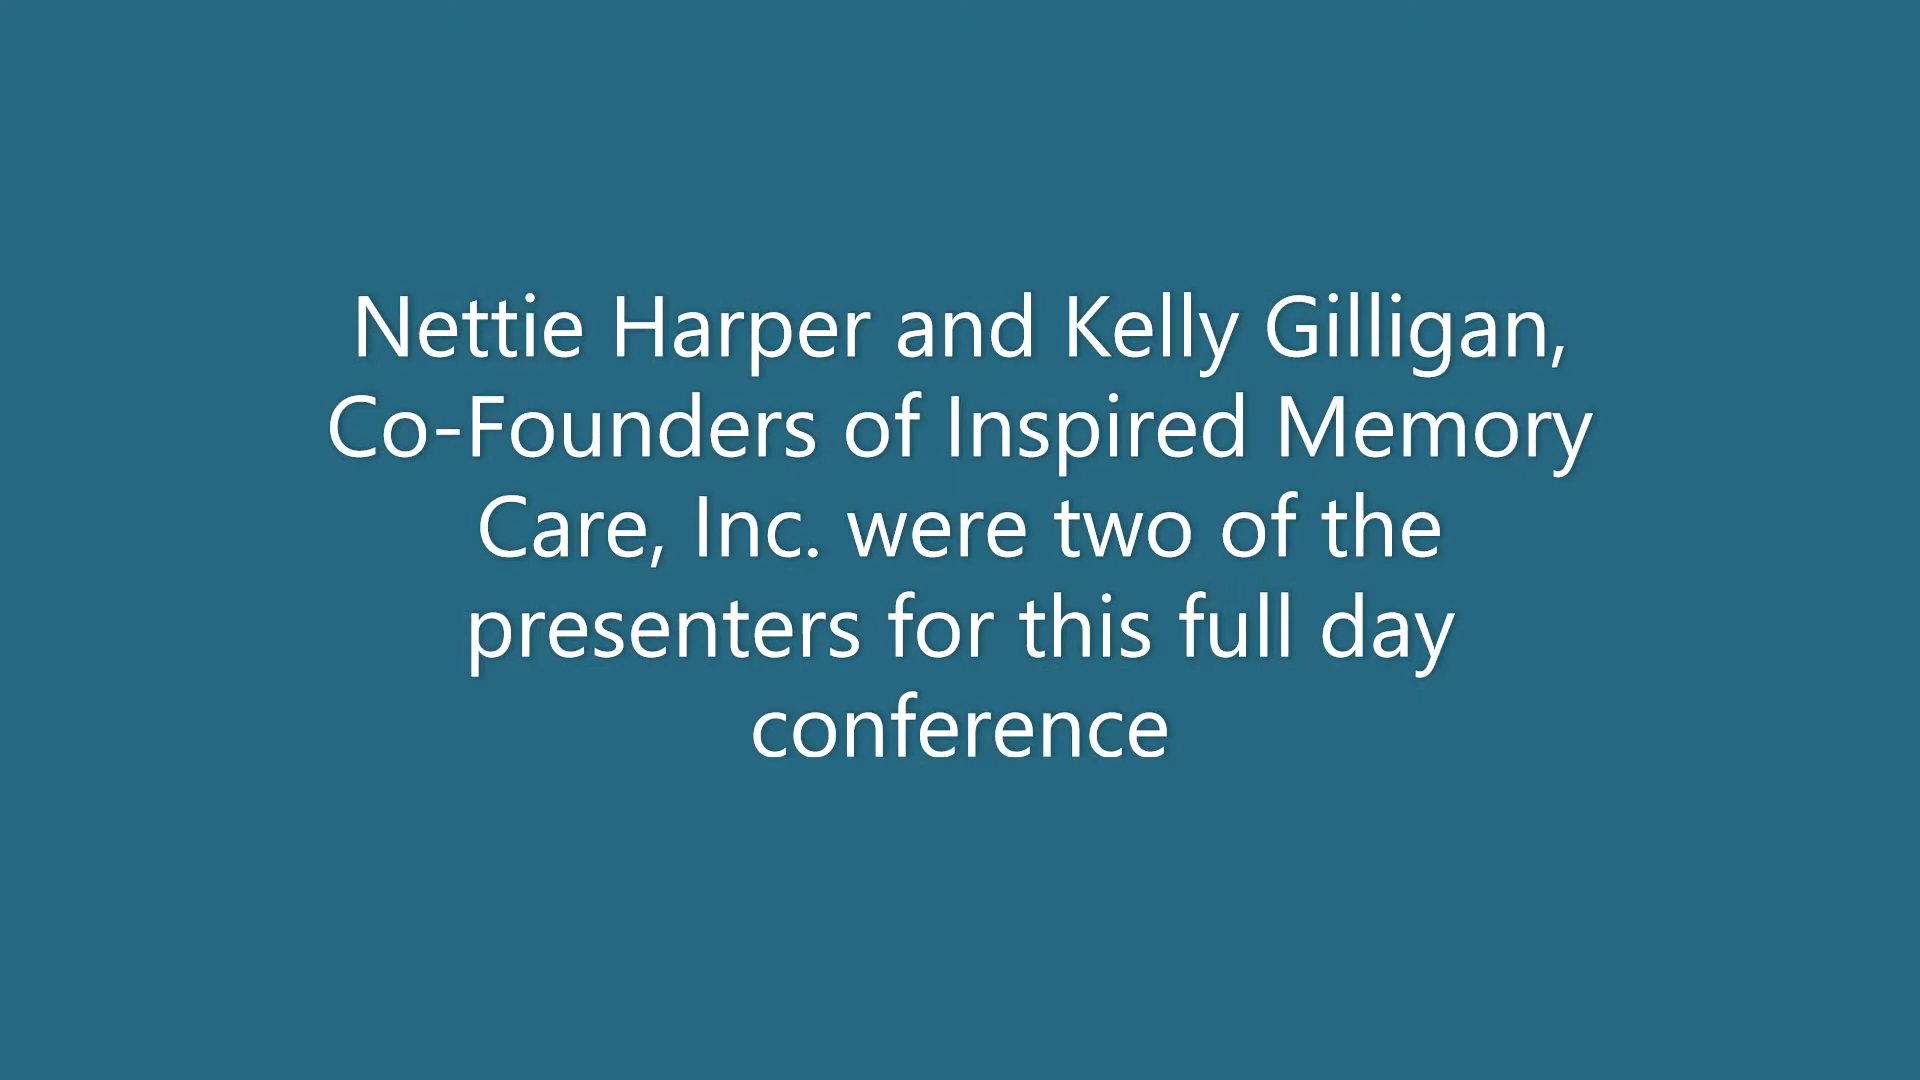 Nettie Harper and Kelly Gilligan,
Co-Founders of Inspired Memory
Care, Inc. were two of the
presenters for this full day
conference